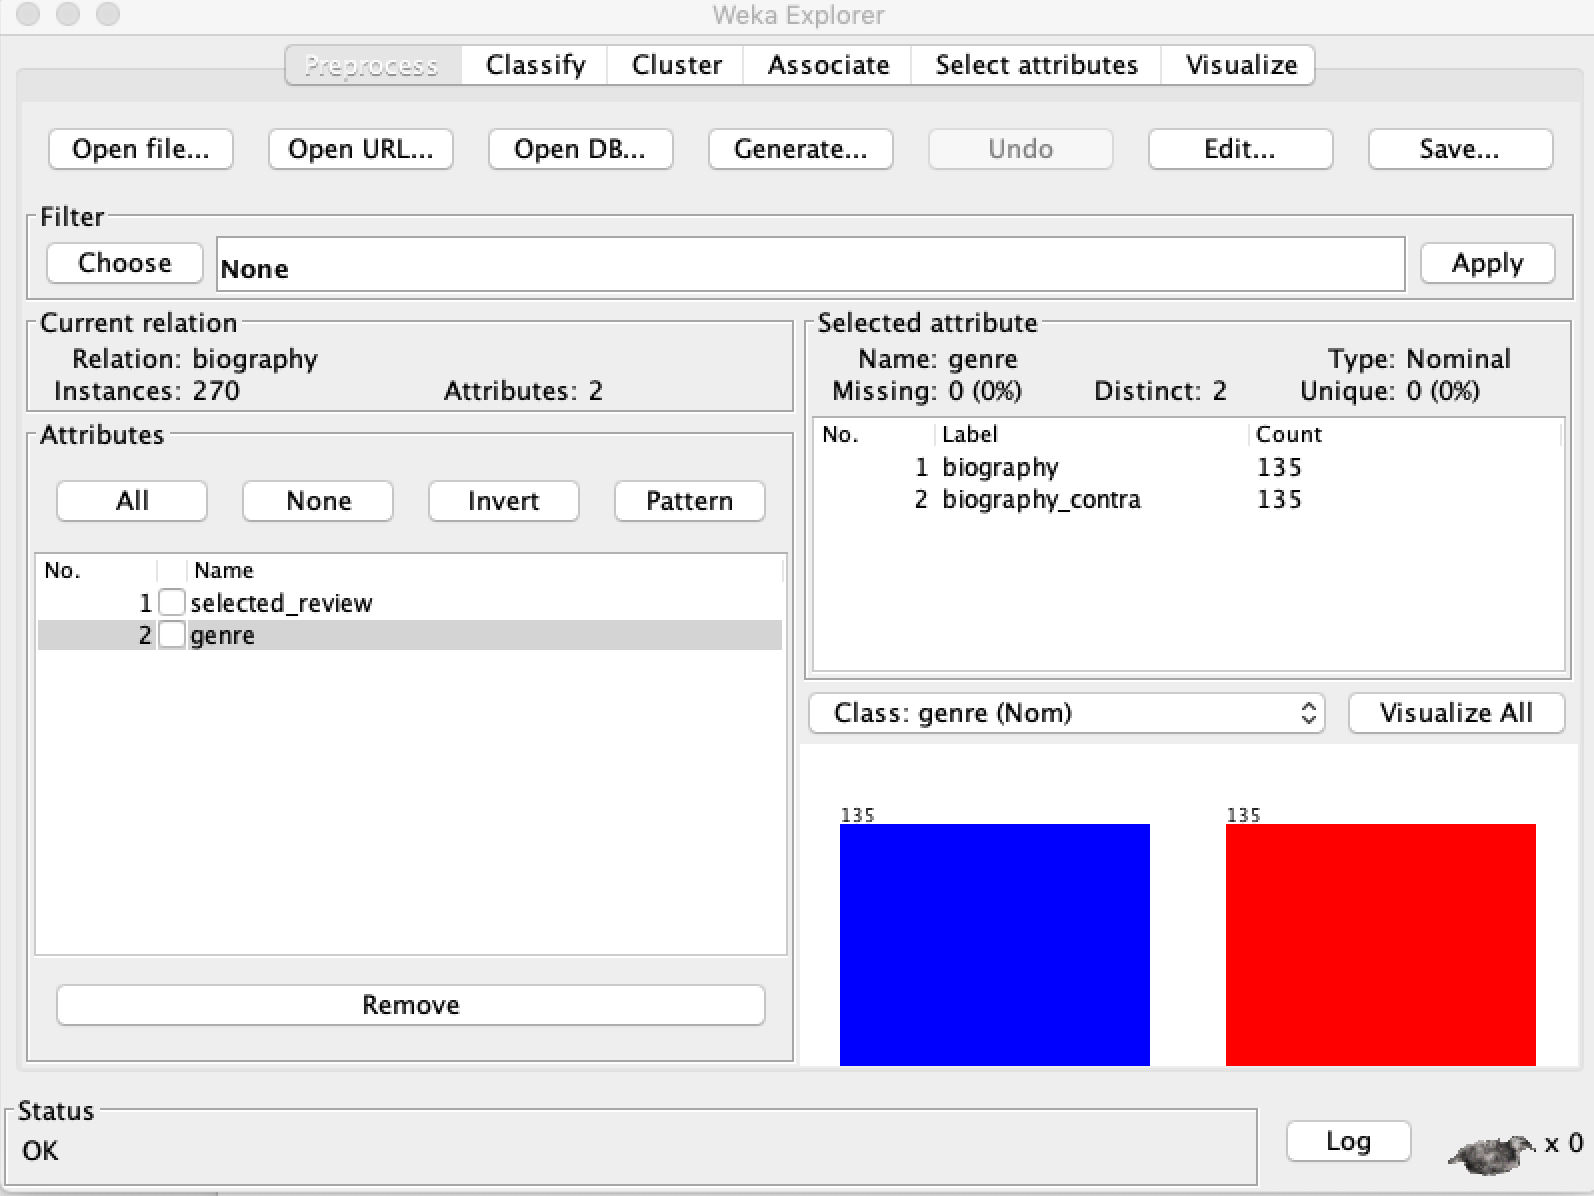 Weka Explorer
Preprocess Classify Cluster Associate Select attributes Visualize
Open file... Open URL... Open DB... Generate... Undo Edit... Save...
Filter
Choose None Apply
Current relation
Relation: biography
Instances: 270 Attributes: 2
Attributes
All None Invert Pattern
No. Name
1 selected_review
2 genre
Remove
Selected attribute
Name: genre Type: Nominal
Missing: 0 (0%) Distinct: 2 Unique: 0 (0%)
No. Label Count
1 biography 135
2 biography_contra 135
Class: genre (Nom) Visualize All
135 135
Status
OK
Log x 0